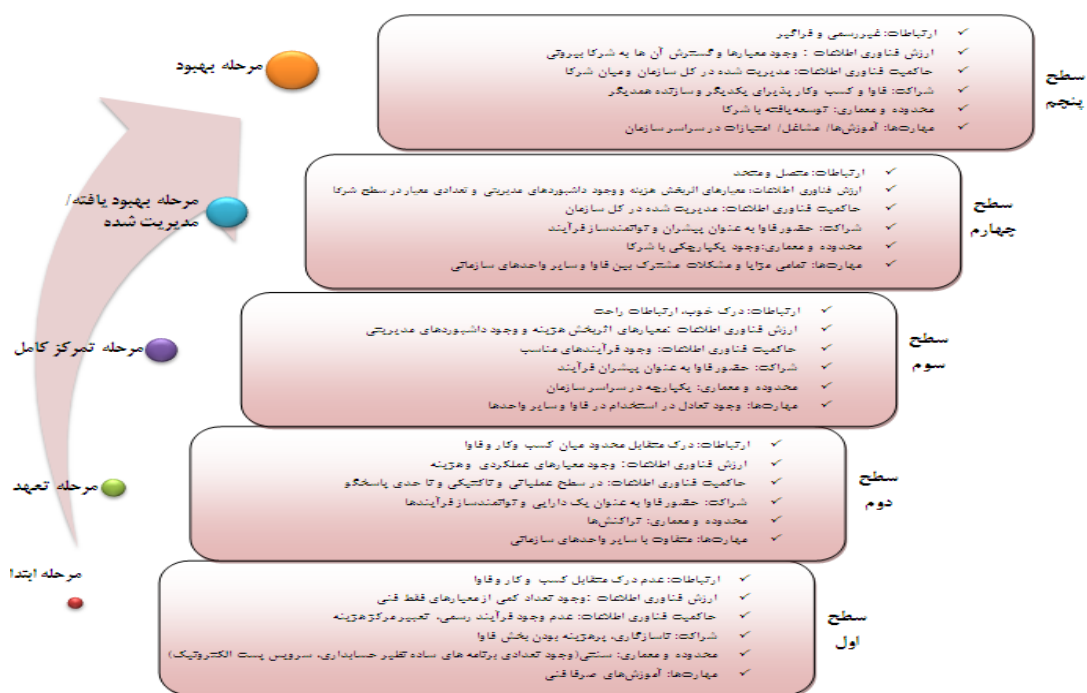 ارتباطات: غیررسمی و فراگیر
ارزش فناوری اطلاعات : وجود معیارها و گسترش آن ها به شرکا بیرونی
حاکمیت فناوری اطلاعات: مدیریت شده در کل سازمان و میان شرکا
شراکت: فاوا و کسب وکار پذیرای یکدیگر و سازنده همدیگر
محدوده و معماری: توسعه‌یافته با شرکا
مهارت‌ها: آموزش‌ها/ مشاغل/ امتیازات در سراسر سازمان
سطح
پنجم
مرحله بهبود
ارتباطات: متصل و متحد
ارزش فناوری اطلاعات: معیارهای اثربخش هزینه و وجود داشبوردهای مدیریتی و تعدادی معیار در سطح شرکا
حاکمیت فناوری اطلاعات: مدیریت شده در کل سازمان
شراکت: حضور فاوا به عنوان پیشران و توانمندساز فرآیند
محدوده و معماری:وجود یکپارچگی با شرکا
مهارت‌ها: تمامی مزایا و مشکلات مشترک بین فاوا و سایر واحدهای سازمانی
سطح
چهارم
مرحله بهبود یافته/
مدیریت شده
ارتباطات: درک خوب، ارتباطات راحت
ارزش فناوری اطلاعات :معیارهای اثربخش هزینه و وجود داشبوردهای مدیریتی
حاکمیت فناوری اطلاعات: وجود فرآیندهای مناسب
شراکت: حضور فاوا به عنوان پیشران فرآیند
محدوده و معماری: یکپارچه در سراسر سازمان
مهارت‌ها: وجود تعادل در استخدام در فاوا و سایر واحدها
سطح
سوم
مرحله تمرکز کامل
ارتباطات: درک متقابل محدود میان کسب وکار و فاوا
ارزش فناوری اطلاعات: وجود معیارهای عملکردی و هزینه
حاکمیت فناوری اطلاعات: در سطح عملیاتی و تاکتیکی و تا حدی پاسخگو
شراکت: حضور فاوا به عنوان یک دارایی و توانمندساز فرآیندها
محدوده و معماری: تراکنش‌ها
مهارت‌ها: متفاوت با سایر واحدهای سازمانی
سطح
دوم
مرحله تعهد
ارتباطات: عدم درک متقابل کسب و کار و فاوا
ارزش فناوری اطلاعات :وجود تعداد کمی از معیارهای فقط فنی
حاکمیت فناوری اطلاعات: عدم وجود فرآیند رسمی، تعبیر مرکز هزینه
شراکت: ناسازگاری، پرهزینه بودن بخش فاوا
محدوده و معماری: سنتی(وجود تعدادی برنامه های ساده نظیر حسابداری، سرویس پست الکترونیک)
مهارت‌ها: آموزش‌های صرفا فنی
سطح
اول
مرحله ابتدا